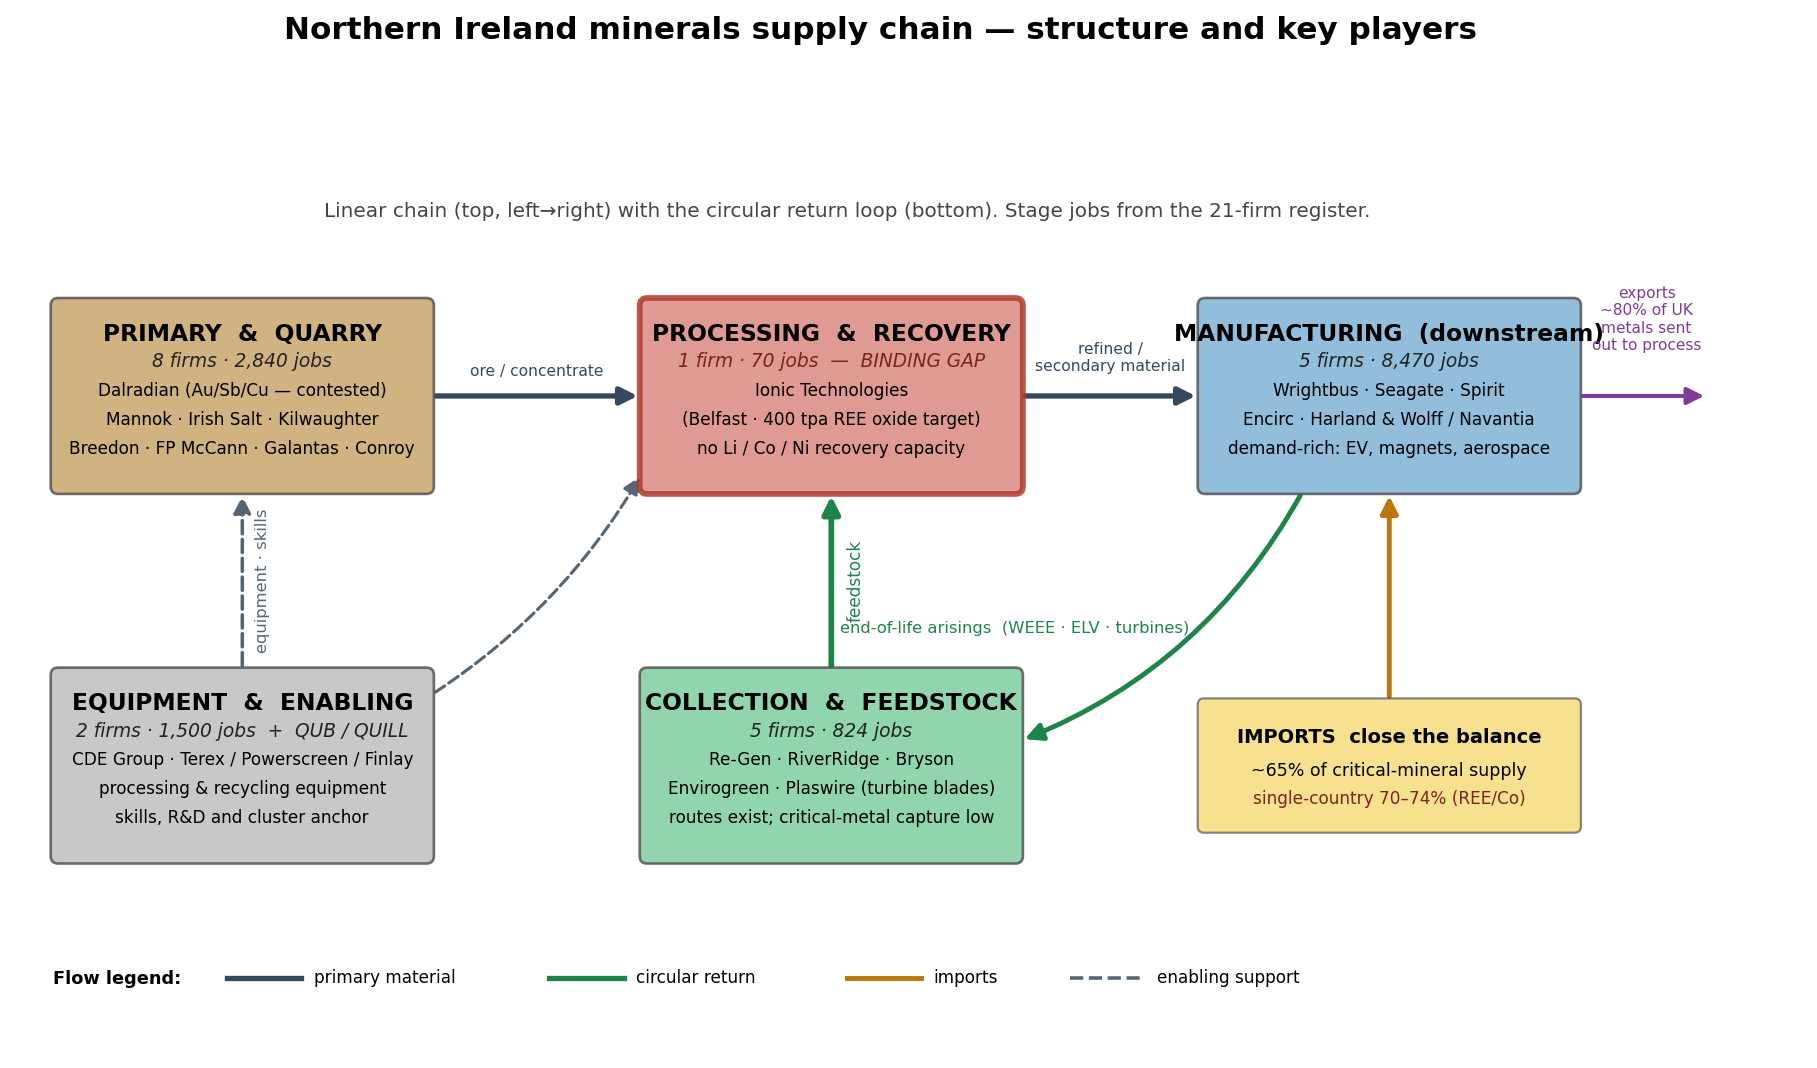 Northern Ireland minerals supply chain — structure and key players
Linear chain (top, left→right) with the circular return loop (bottom). Stage jobs from the 21-firm register.
PRIMARY & QUARRY
8 firms · 2,840 jobs
Dalradian (Au/Sb/Cu — contested)
Mannok · Irish Salt · Kilwaughter
Breedon · FP McCann · Galantas · Conroy
ore / concentrate
PROCESSING & RECOVERY
1 firm · 70 jobs — BINDING GAP
Ionic Technologies
(Belfast · 400 tpa REE oxide target)
no Li / Co / Ni recovery capacity
refined /
secondary material
MANUFACTURING (downstream)
5 firms · 8,470 jobs
Wrightbus · Seagate · Spirit
Encirc · Harland & Wolff / Navantia
demand-rich: EV, magnets, aerospace
exports
~80% of UK
metals sent
out to process
equipment · skills
feedstock
end-of-life arisings (WEEE · ELV · turbines)
EQUIPMENT & ENABLING
2 firms · 1,500 jobs + QUB / QUILL
CDE Group · Terex / Powerscreen / Finlay
processing & recycling equipment
skills, R&D and cluster anchor
COLLECTION & FEEDSTOCK
5 firms · 824 jobs
Re-Gen · RiverRidge · Bryson
Envirogreen · Plaswire (turbine blades)
routes exist; critical-metal capture low
IMPORTS close the balance
~65% of critical-mineral supply
single-country 70–74% (REE/Co)
Flow legend:
primary material
circular return
imports
enabling support